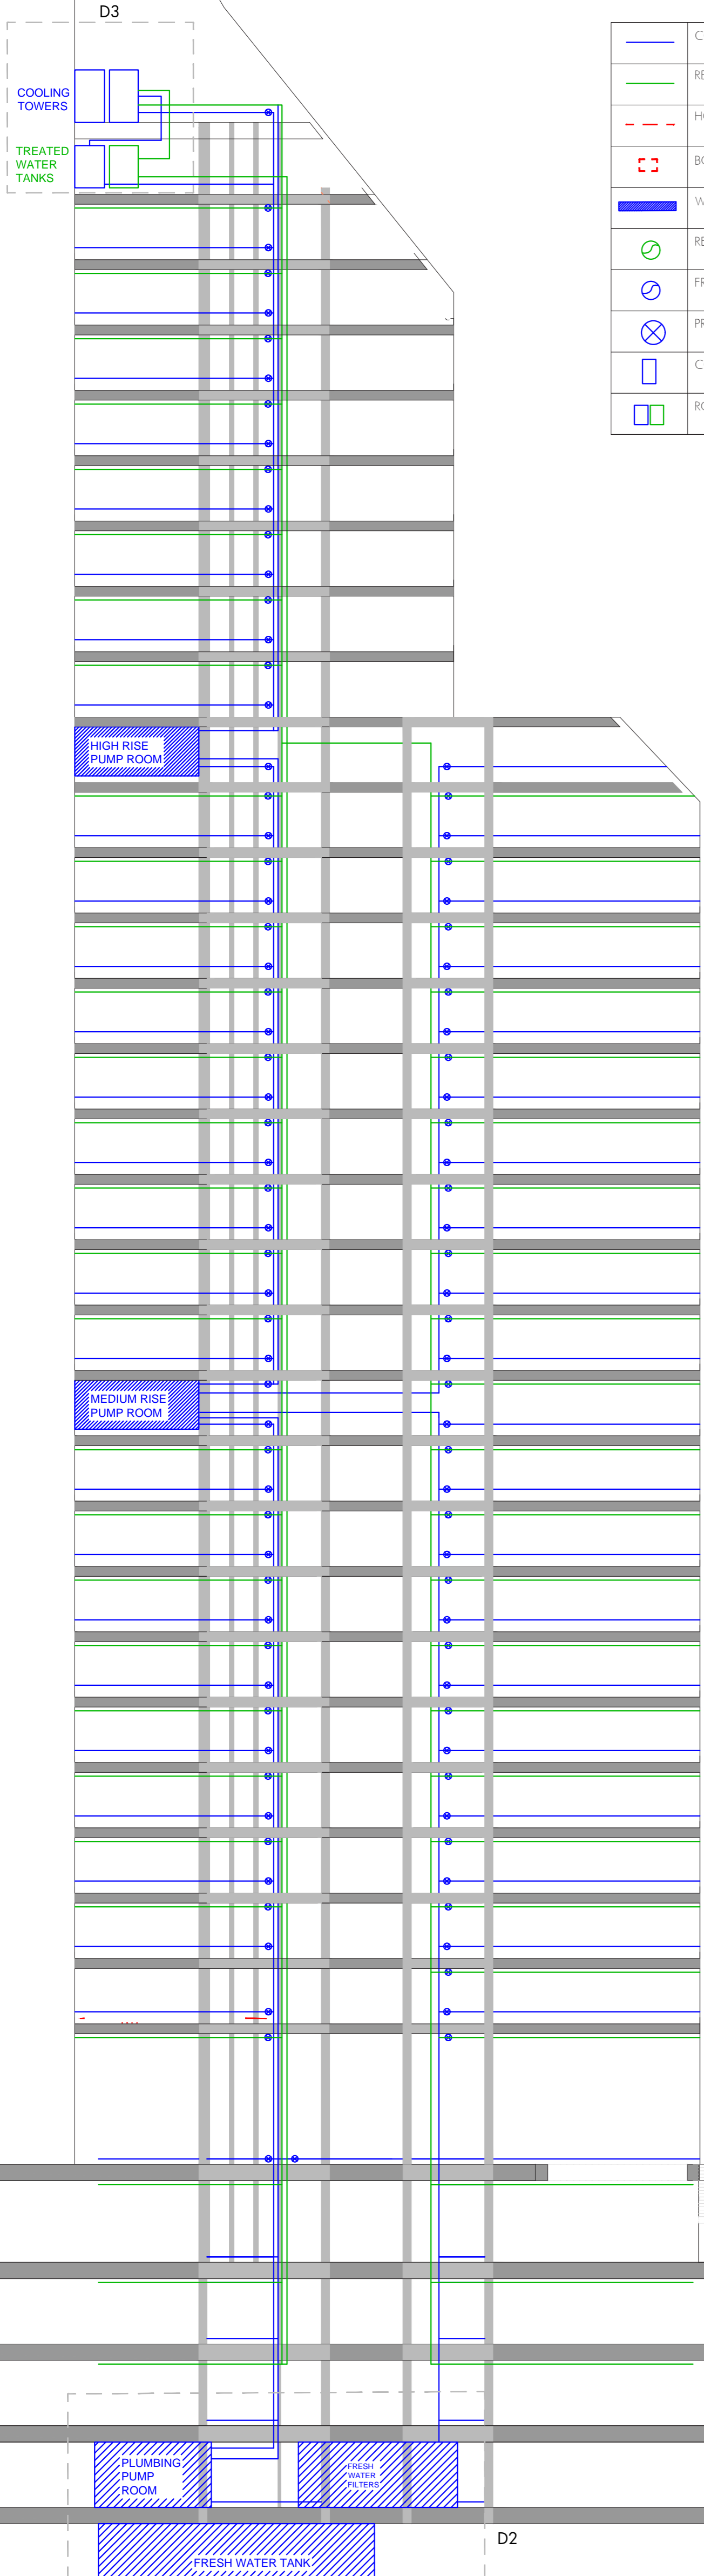 D3
COOLING
TOWERS
TREATED
WATER
TANKS
HIGH RISE
PUMP ROOM
MEDIUM RISE
PUMP ROOM
PLUMBING
PUMP
ROOM
FRESH
WATER
FILTERS
D2
FRESH WATER TANK